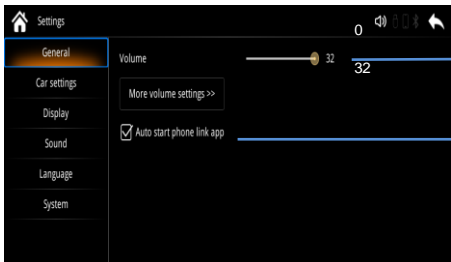 Settings
0
General
Volume 32
32
Car settings
More volume settings >>
Display
Auto start phone link app
Sound
Language
System